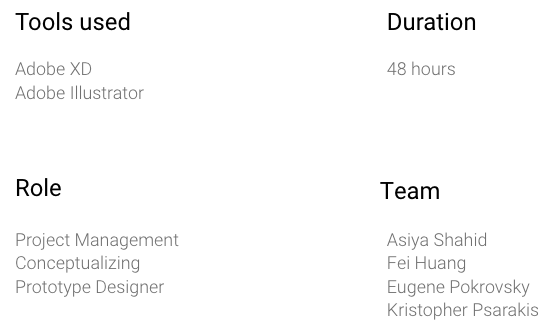 Tools used
Adobe XD
Adobe Illustrator
Duration
48 hours
Role
Project Management
Conceptualizing
Prototype Designer
Team
Asiya Shahid
Fei Huang
Eugene Pokrovsky
Kristopher Psarakis